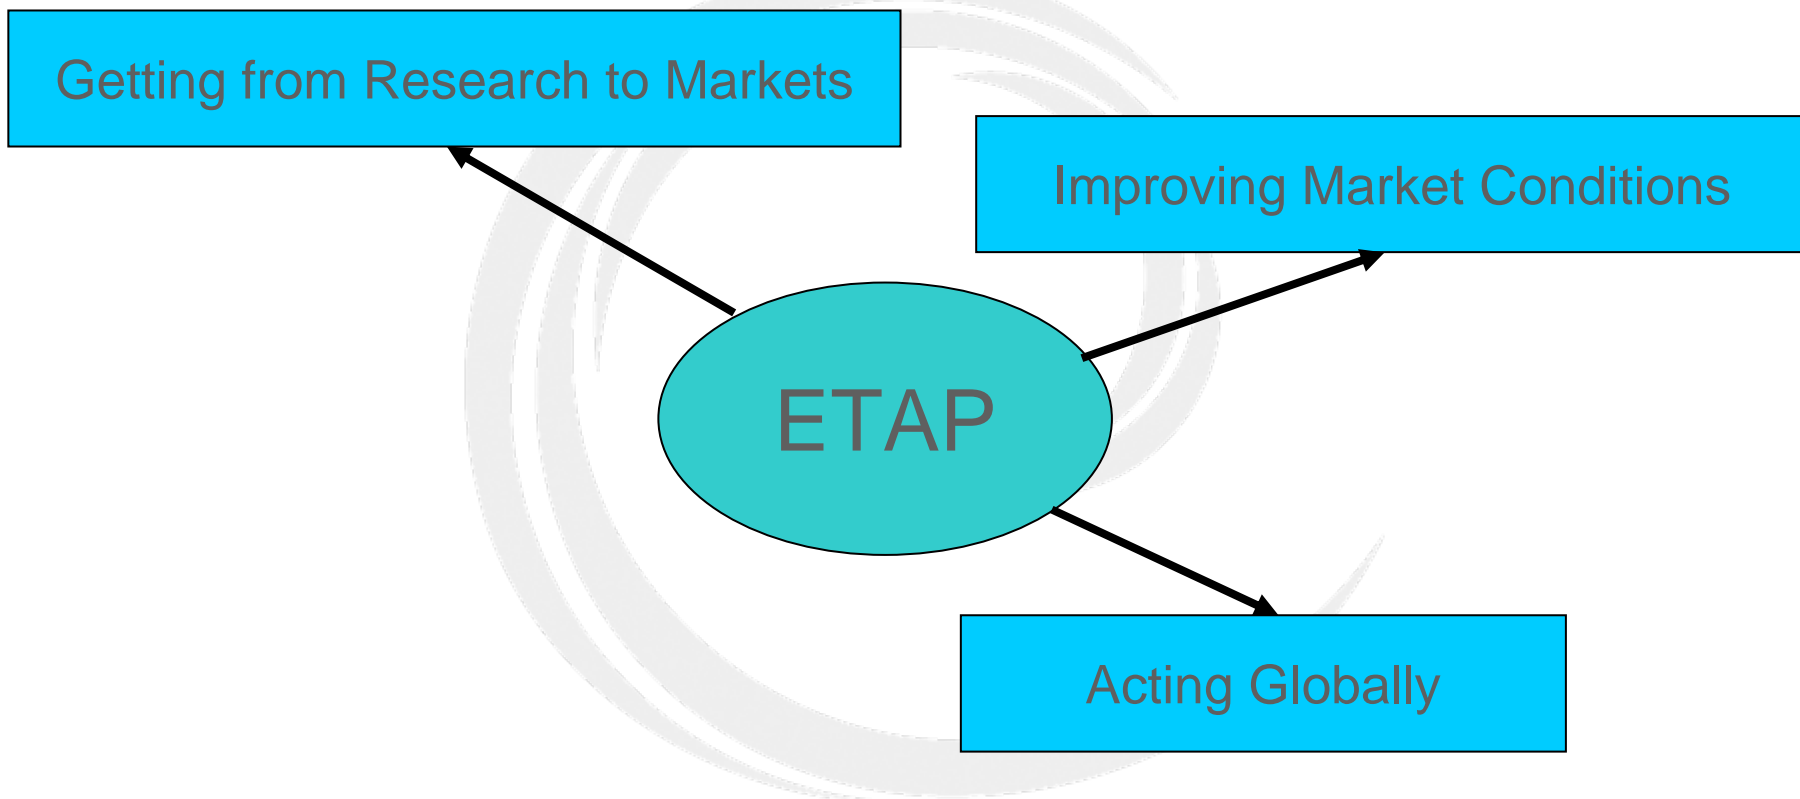 Getting from Research to Markets
Improving Market Conditions
ETAP
Acting Globally